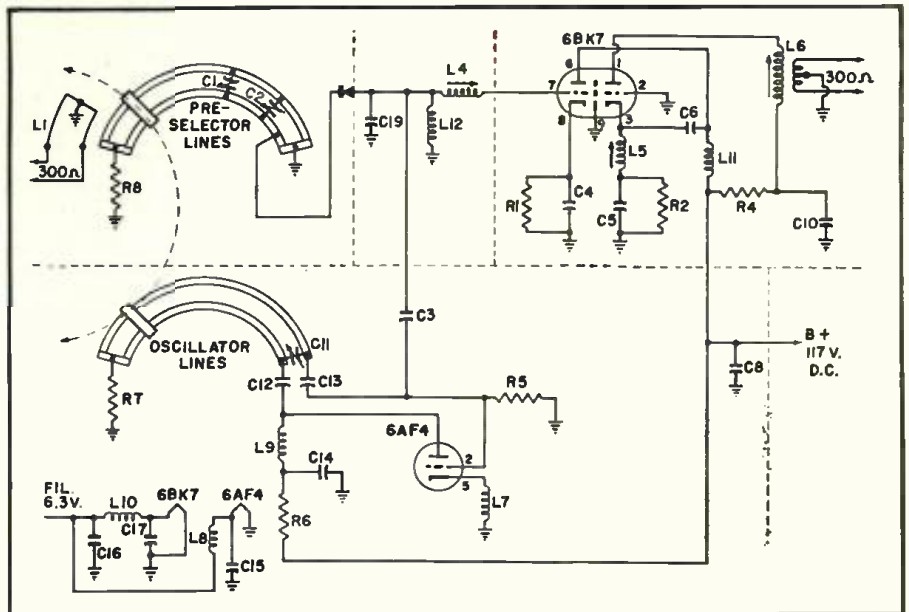 6BK7
L6
C1
C2
PRE-
SELECTOR
LINES
L1
300Ω
R8
C19
L4
L12
6
1
7
2
8
9
3
C6
L5
L11
300Ω
R1
C4
C5
R2
R4
C10
OSCILLATOR
LINES
C11
C12
C13
R7
C3
R5
B+
117 V.
D.C.
C8
6AF4
2
5
L9
C14
L7
R6
FIL.
6.3V.
L10
6BK7
6AF4
C16
C17
L8
C15